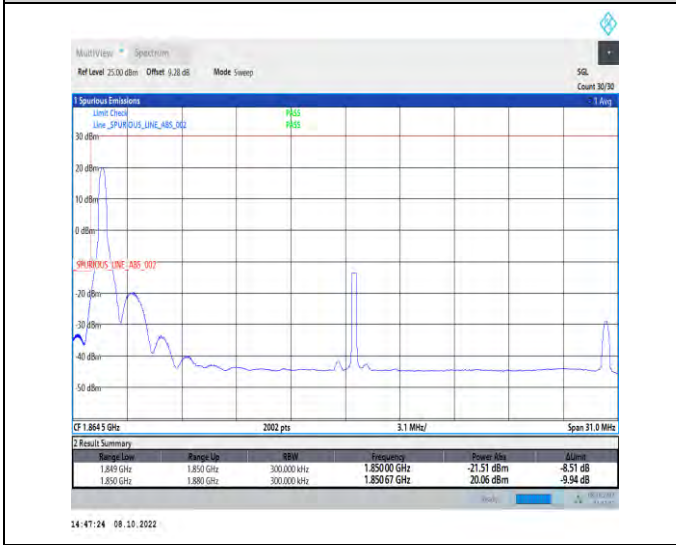 MultiView Spectrum
Ref Level 25.00 dBm Offset 9.28 dB Mode Sweep SGL
Count 30/30
1 Spurious Emissions 1 Avg
Limit Check PASS
Line _SPURIOUS_LINE_ABS_002 PASS
30 dBm
20 dBm
10 dBm
0 dBm
_SPURIOUS_LINE_ABS_002
-20 dBm
-30 dBm
-40 dBm
-50 dBm
CF 1.8645 GHz 2002 pts 3.1 MHz/ Span 31.0 MHz
2 Result Summary
Range Low Range Up RBW Frequency Power Abs ΔLimit
1.849 GHz 1.850 GHz 300.000 kHz 1.85000 GHz -21.51 dBm -8.51 dB
1.850 GHz 1.880 GHz 300.000 kHz 1.85067 GHz 20.06 dBm -9.94 dB
Ready
14:47:24 08.10.2022